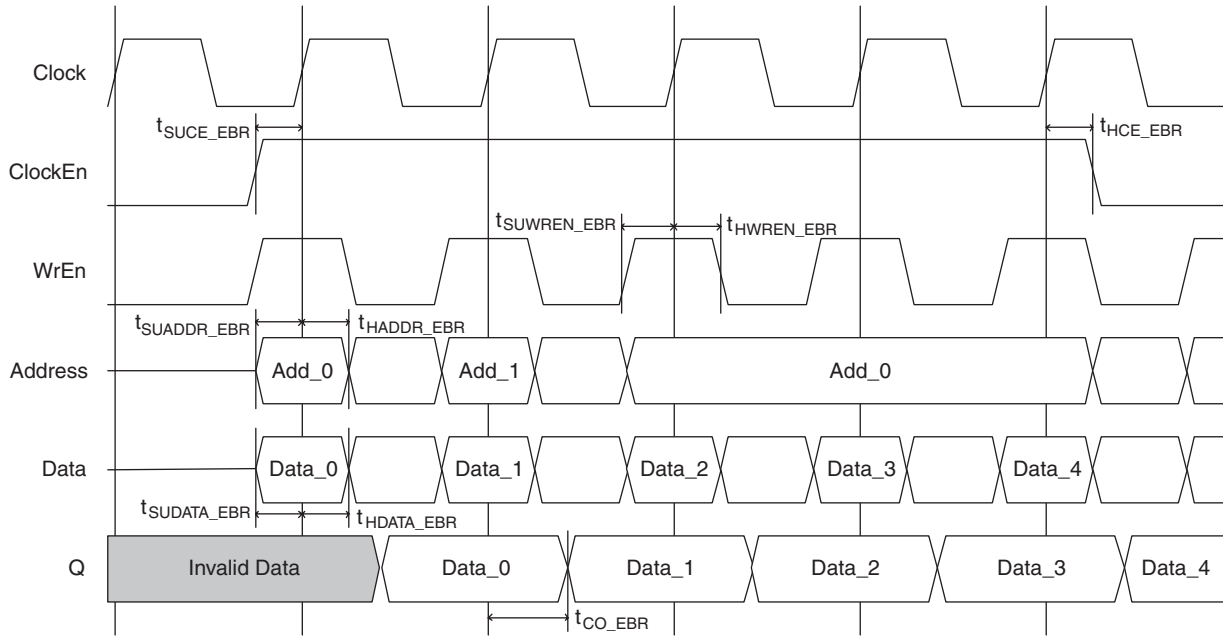 Clock
tSUCE_EBR
tHCE_EBR
ClockEn
tSUWREN_EBR
tHWREN_EBR
WrEn
tSUADDR_EBR
tHADDR_EBR
Address
Add_0
Add_1
Add_0
Data
Data_0
Data_1
Data_2
Data_3
Data_4
tSUDATA_EBR
tHDATA_EBR
Q
Invalid Data
Data_0
Data_1
Data_2
Data_3
Data_4
tCO_EBR